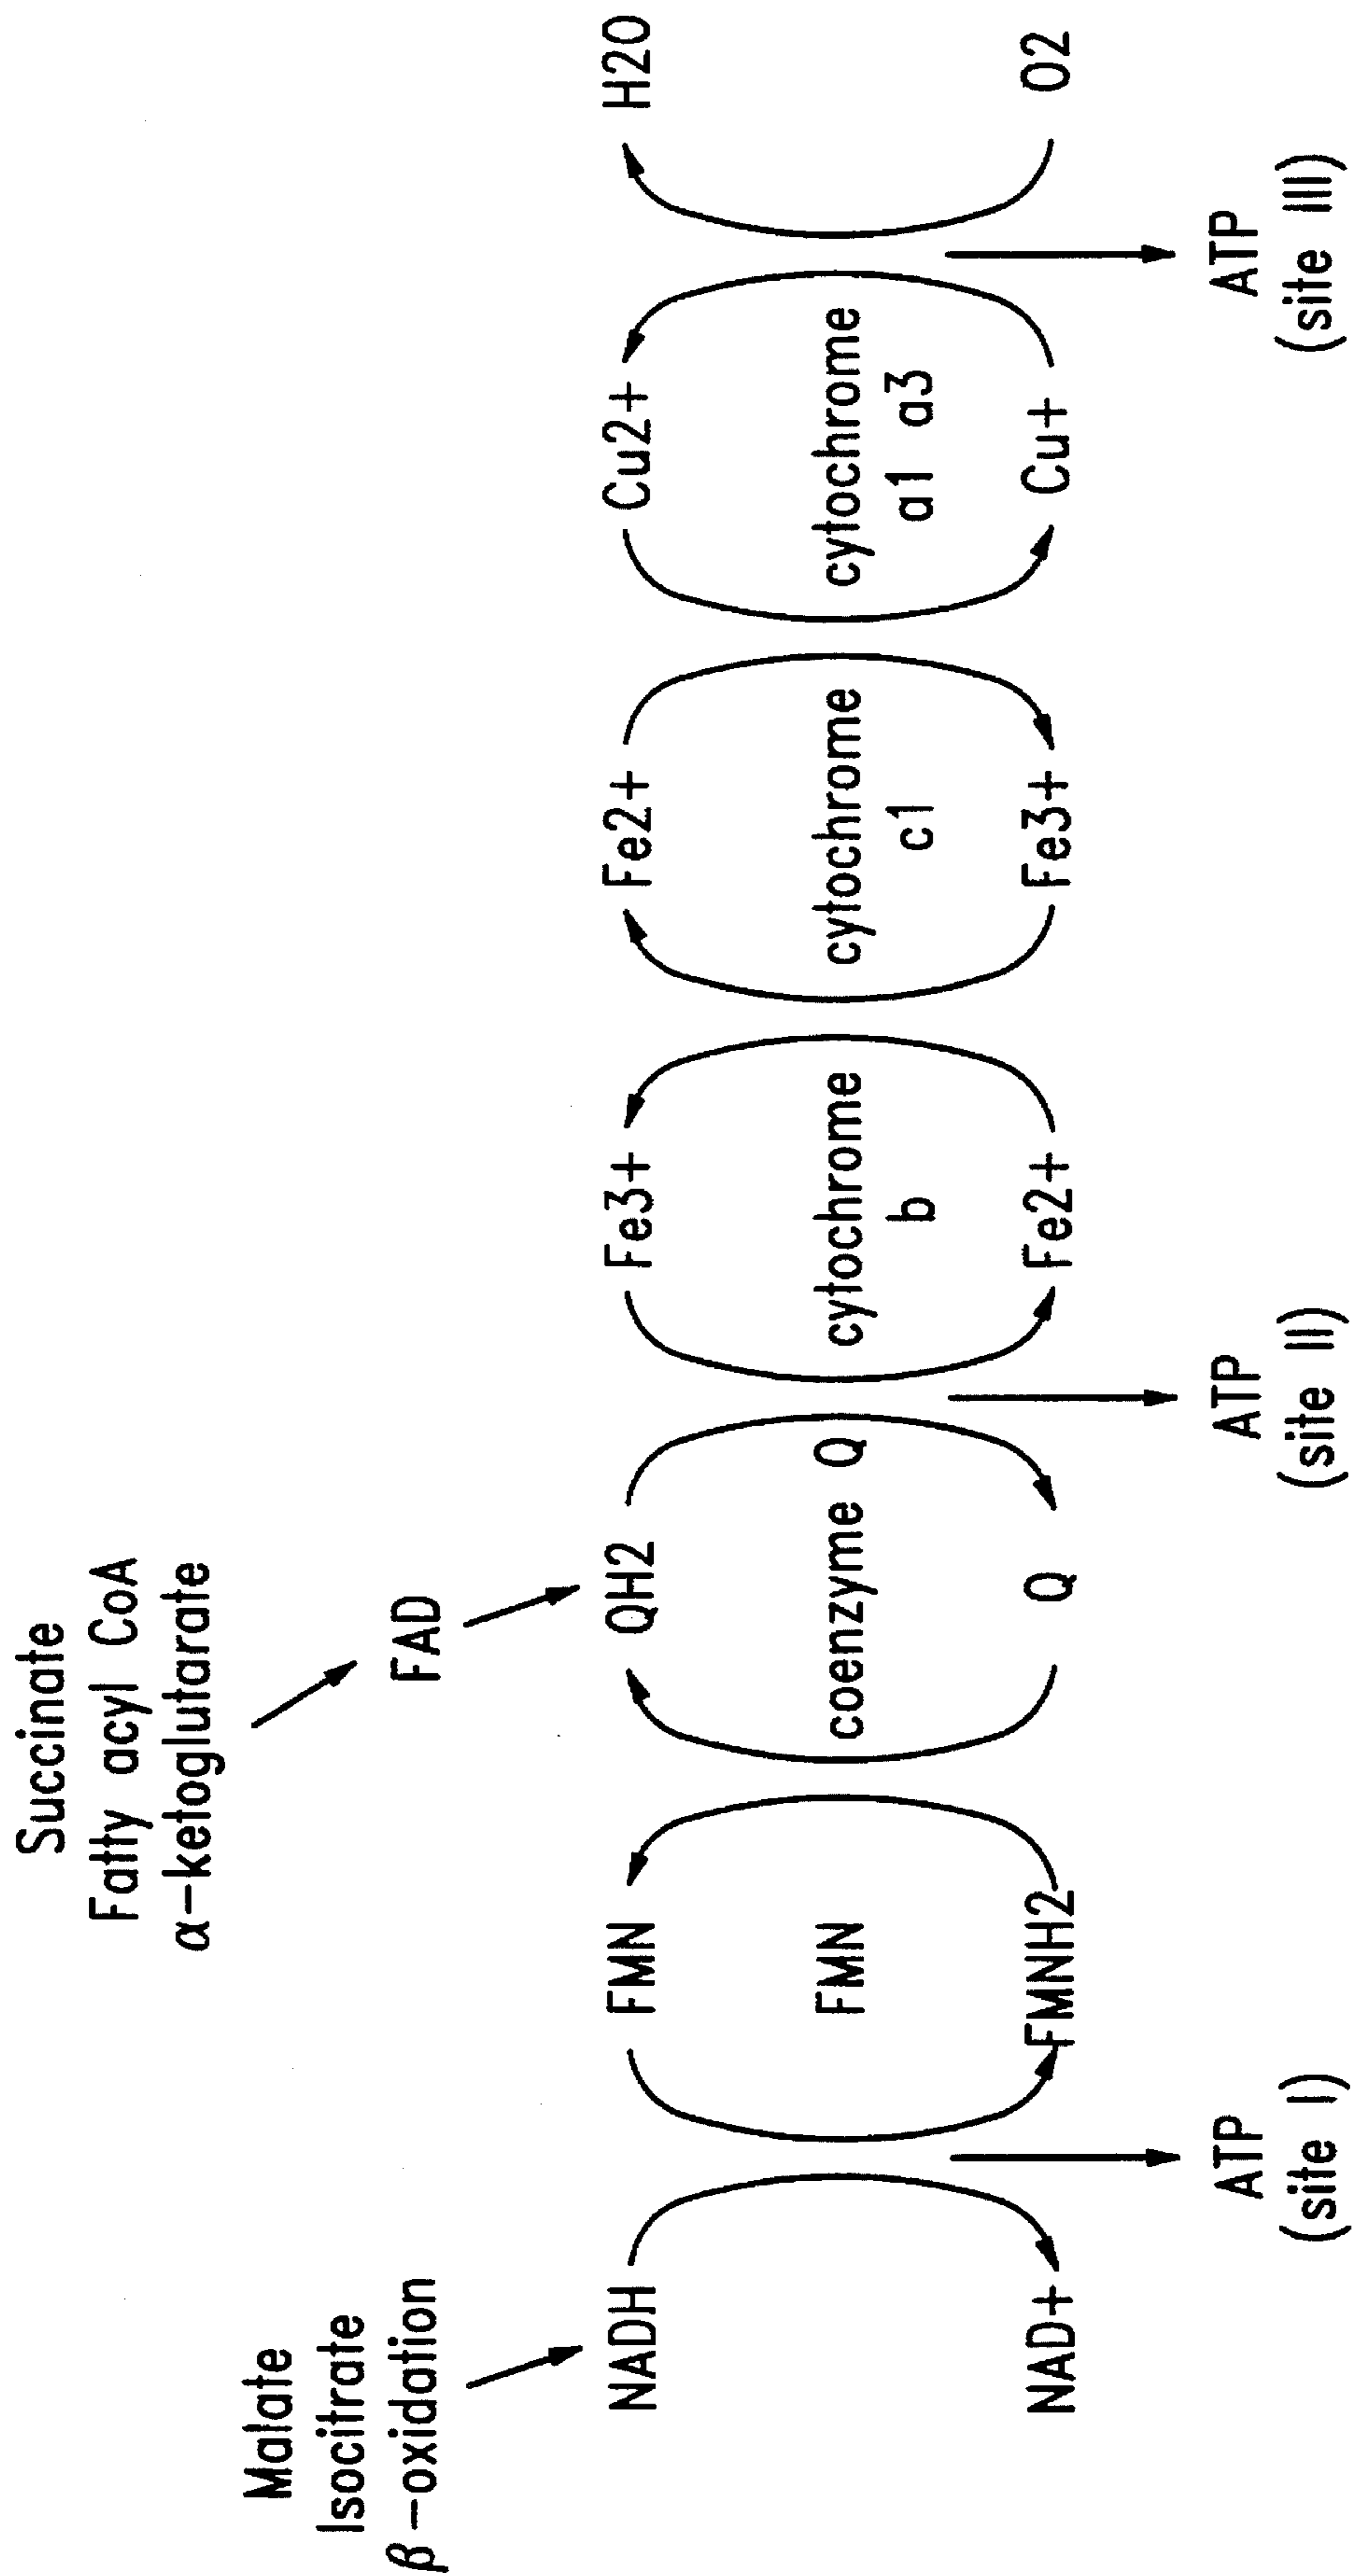 Succinate
Fatty acyl CoA
α-ketoglutarate
Malate
Isocitrate
β-oxidation
FAD
NADH
FMN
QH2
Fe3+
Fe2+
Cu2+
H2O
FMN
coenzyme Q
cytochrome
b
cytochrome
c1
cytochrome
a1 a3
NAD+
FMNH2
Q
Fe2+
Fe3+
Cu+
O2
ATP
(site I)
ATP
(site II)
ATP
(site III)